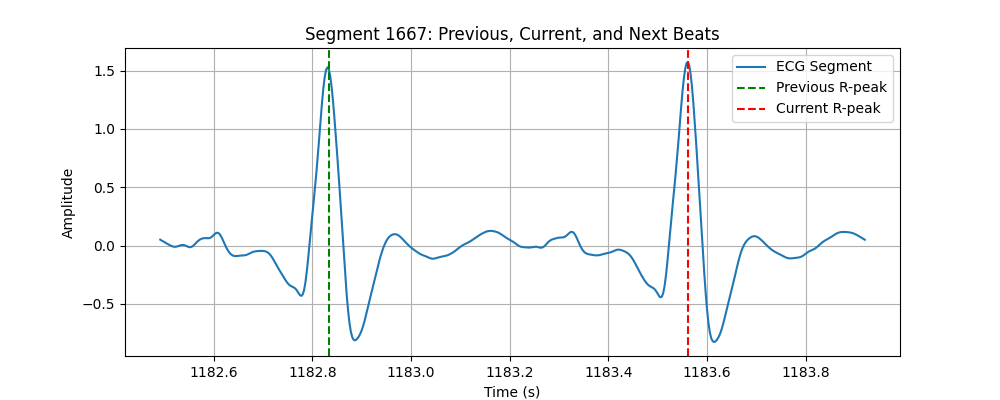 Segment 1667: Previous, Current, and Next Beats
ECG Segment
Previous R-peak
Current R-peak
Amplitude
1.5
1.0
0.5
0.0
−0.5
1182.6 1182.8 1183.0 1183.2 1183.4 1183.6 1183.8
Time (s)